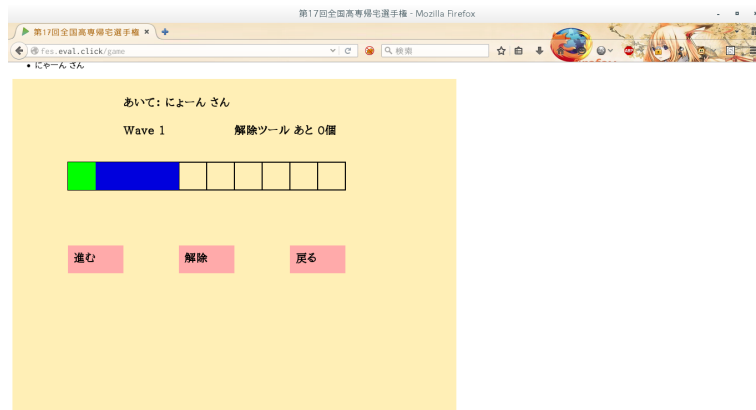 第17回全国高専帰宅選手権 - Mozilla Firefox
第17回全国高専帰宅選手権
fes.eval.click/game
検索
にゃーん さん
あいて: にょーん さん
Wave 1 解除ツール あと 0個
進む 解除 戻る